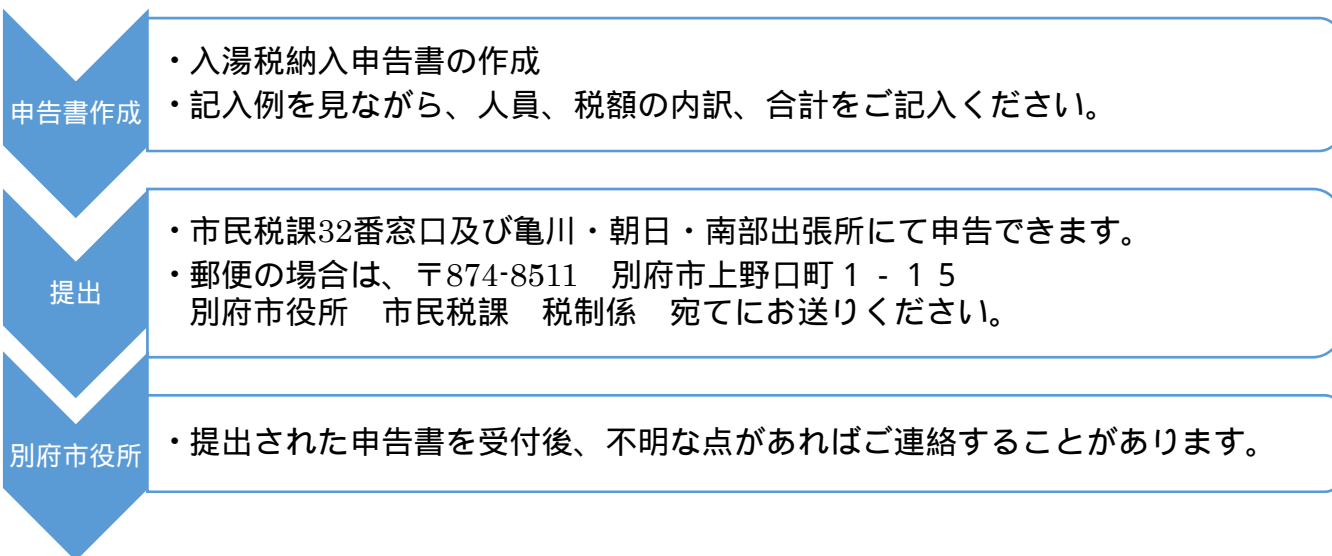 申告書作成
・入湯税納入申告書の作成
・記入例を見ながら、人員、税額の内訳、合計をご記入ください。
提出
・市民税課32番窓口及び亀川・朝日・南部出張所にて申告できます。
・郵便の場合は、〒874-8511　別府市上野口町１‐１５
別府市役所　市民税課　税制係　宛てにお送りください。
別府市役所
・提出された申告書を受付後、不明な点があればご連絡することがあります。